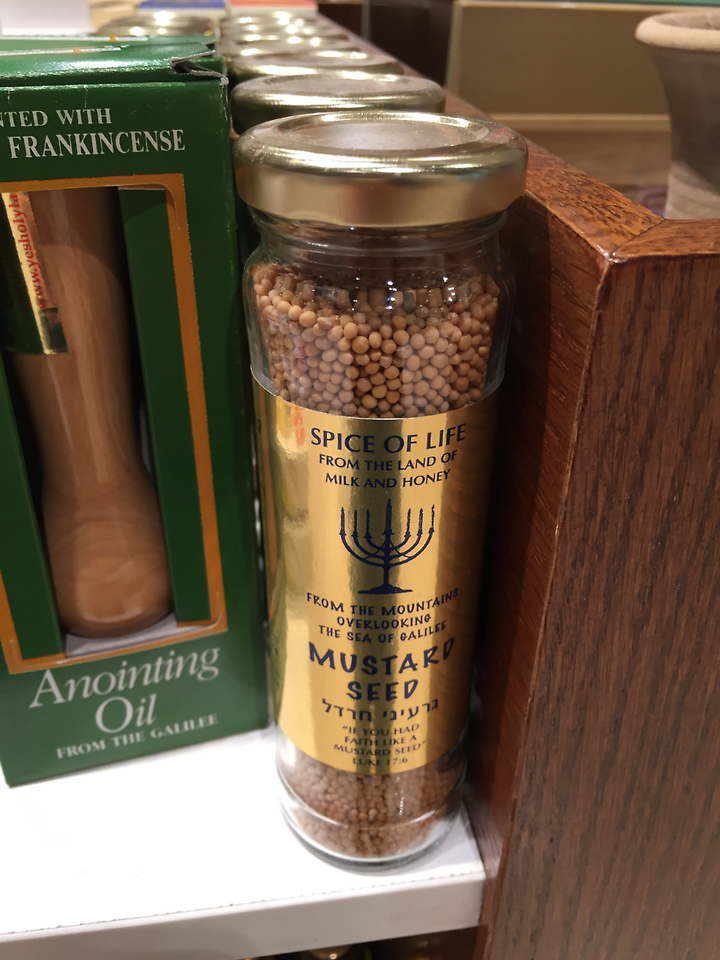 NTED WITH
FRANKINCENSE
Anointing
Oil
FROM THE GALILEE
SPICE OF LIFE
FROM THE LAND OF
MILK AND HONEY
FROM THE MOUNTAINS
OVERLOOKING
THE SEA OF GALILEE
MUSTARD
SEED
גרעיני חרדל
"IF YOU HAD
FAITH LIKE A
MUSTARD SEED"
LUKE 17:6